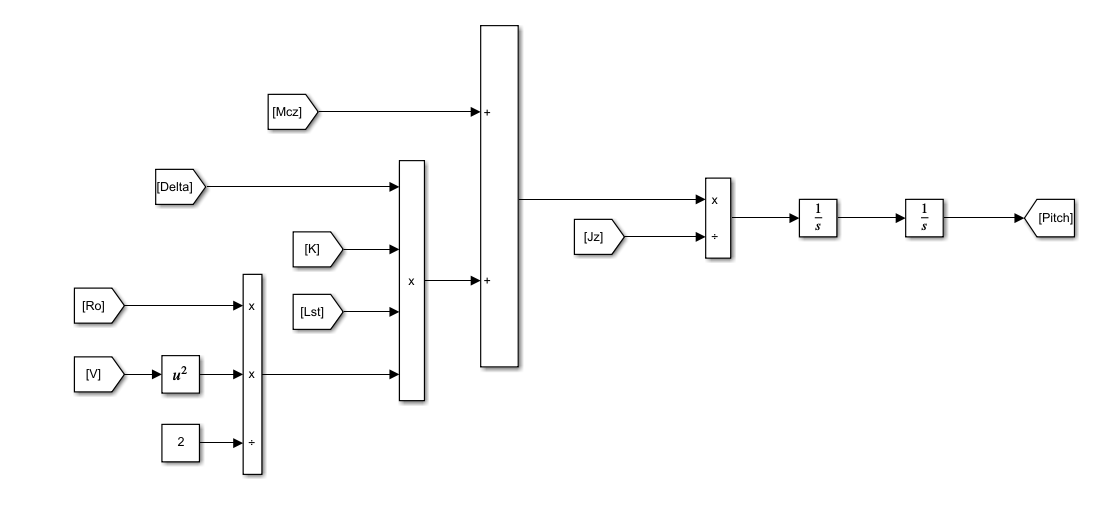 [Mcz]
+
[Delta]
x
[Jz]
÷
1
s
1
s
[Pitch]
[K]
x
+
[Ro]
x
[Lst]
[V]
u²
x
2
÷